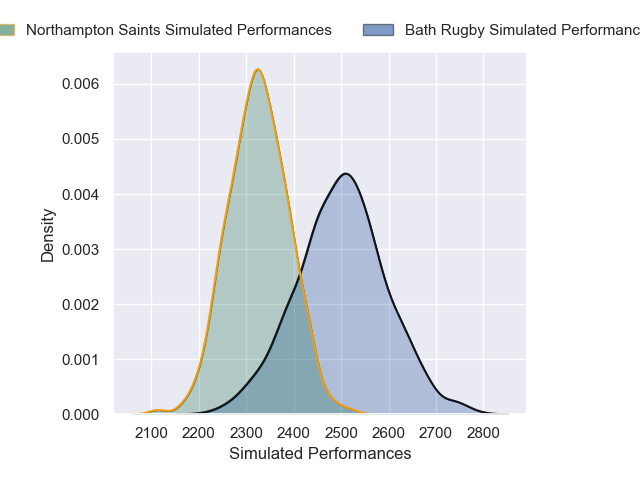 Northampton Saints Simulated Performances Bath Rugby Simulated Performanc
0.006
0.005
0.004
0.003
0.002
0.001
0.000
Density
2100 2200 2300 2400 2500 2600 2700 2800
Simulated Performances